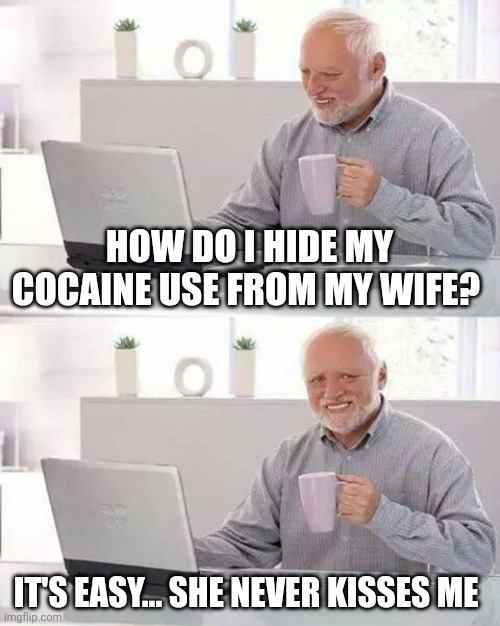 HOW DO I HIDE MY
COCAINE USE FROM MY WIFE?
IT'S EASY... SHE NEVER KISSES ME
imgflip.com